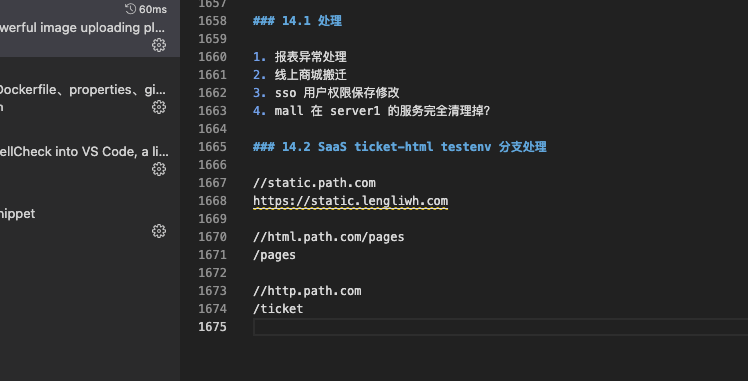 60ms
werful image uploading pl...
Dockerfile、properties、gi...
n
ellCheck into VS Code, a li...
nippet
1657
1658 ### 14.1 处理
1659
1660 1. 报表异常处理
1661 2. 线上商城搬迁
1662 3. sso 用户权限保存修改
1663 4. mall 在 server1 的服务完全清理掉?
1664
1665 ### 14.2 SaaS ticket-html testenv 分支处理
1666
1667 //static.path.com
1668 https://static.lengliwh.com
1669
1670 //html.path.com/pages
1671 /pages
1672
1673 //http.path.com
1674 /ticket
1675